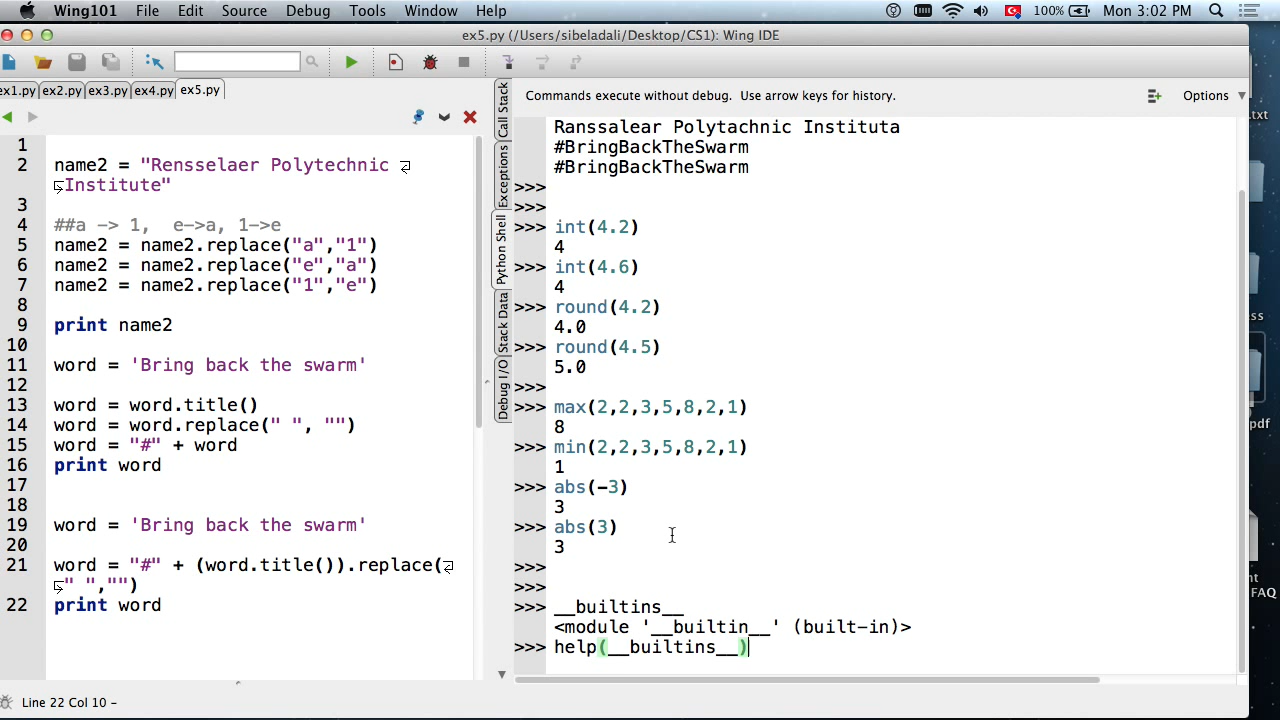 Wing101 File Edit Source Debug Tools Window Help 100% Mon 3:02 PM
ex5.py (/Users/sibeladali/Desktop/CS1): Wing IDE
ex1.py ex2.py ex3.py ex4.py ex5.py
1
2 name2 = "Rensselaer Polytechnic
Institute"
3
4 ##a -> 1, e->a, 1->e
5 name2 = name2.replace("a","1")
6 name2 = name2.replace("e","a")
7 name2 = name2.replace("1","e")
8
9 print name2
10
11 word = 'Bring back the swarm'
12
13 word = word.title()
14 word = word.replace(" ", "")
15 word = "#" + word
16 print word
17
18
19 word = 'Bring back the swarm'
20
21 word = "#" + (word.title()).replace(
" ","")
22 print word
Line 22 Col 10 -
Call Stack
Exceptions
Python Shell
Stack Data
Debug I/O
Commands execute without debug. Use arrow keys for history.
Options
Ranssalear Polytachnic Instituta
#BringBackTheSwarm
#BringBackTheSwarm
>>>
>>>
>>> int(4.2)
4
>>> int(4.6)
4
>>> round(4.2)
4.0
>>> round(4.5)
5.0
>>>
>>> max(2,2,3,5,8,2,1)
8
>>> min(2,2,3,5,8,2,1)
1
>>> abs(-3)
3
>>> abs(3)
3
>>>
>>>
>>> __builtins__
<module '__builtin__' (built-in)>
>>> help(__builtins__)
.txt
pdf
FAQ